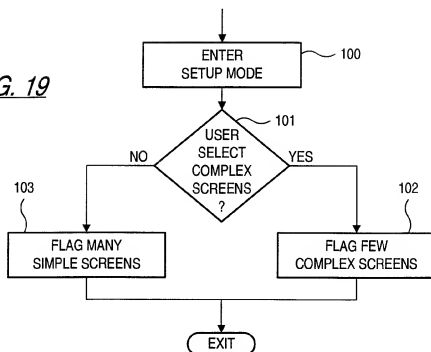 G. 19
ENTER
SETUP MODE
100
101
USER
SELECT
COMPLEX
SCREENS
?
NO
YES
103
102
FLAG MANY
SIMPLE SCREENS
FLAG FEW
COMPLEX SCREENS
EXIT